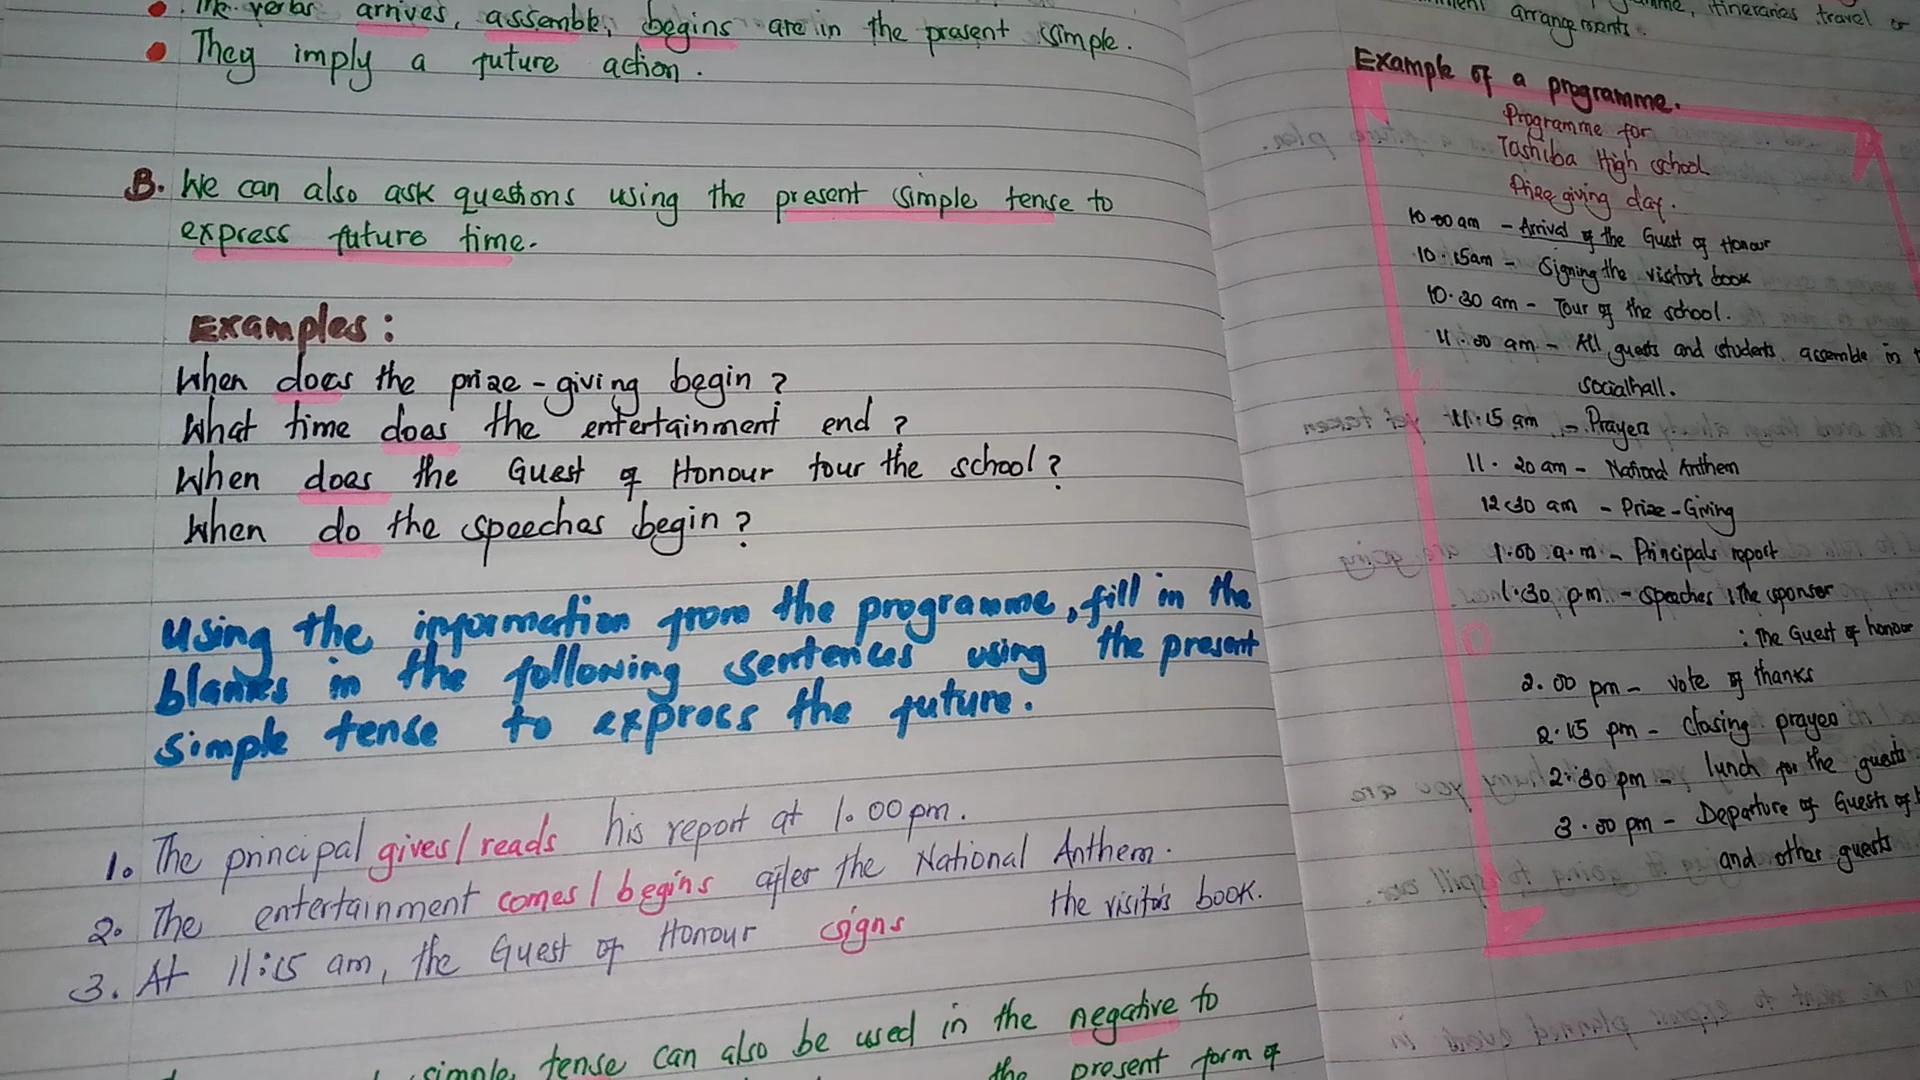 The verbs arrives, assemble, begins are in the present simple.
They imply a future action.
B. We can also ask questions using the present simple tense to
express future time.
Examples:
When does the prize-giving begin?
What time does the entertainment end?
When does the Guest of Honour tour the school?
When do the speeches begin?
Using the information from the programme, fill in the
blanks in the following sentences using the present
simple tense to express the future.
1. The principal gives/reads his report at 1.00pm.
2. The entertainment comes/begins after the National Anthem.
3. At 11:15 am, the Guest of Honour signs the visitor's book.
simple tense can also be used in the negative to
the present form of
itineraries travel or
arrangements.
Example of a programme.
Programme for
Tashiba High school
Prize giving day.
10.00 am - Arrival of the Guest of Honour
10.15am - Signing the visitor's book
10.30 am - Tour of the school.
11.00 am - All guests and students assemble in
socialhall.
11:15 am - Prayers
11.20 am - National Anthem
12:30 am - Prize-Giving
1.00 a.m - Principals report
1.30 p.m - speeches : the sponser
: The Guest of honour
2.00 pm - vote of thanks
2.15 pm - closing prayer
2:30 pm - lunch for the guests
3.00 pm - Departure of Guests of
and other guests